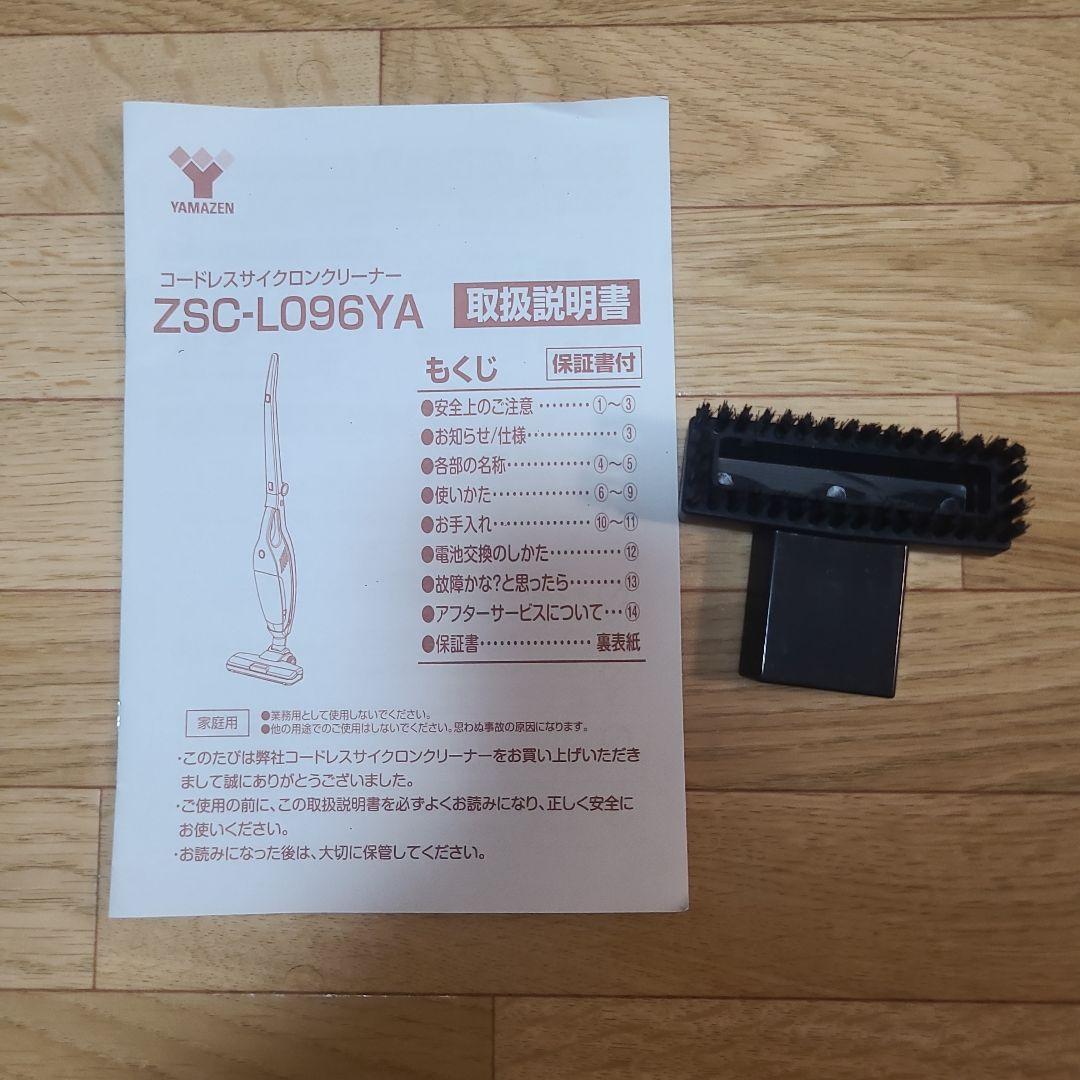 YAMAZEN
コードレスサイクロンクリーナー
ZSC-L096YA 取扱説明書
もくじ 保証書付
●安全上のご注意・・・・・・・・①～③
●お知らせ/仕様・・・・・・・・・・・・・③
●各部の名称・・・・・・・・・・・・④～⑤
●使いかた・・・・・・・・・・・・・・⑥～⑨
●お手入れ・・・・・・・・・・・・・・⑩～⑪
●電池交換のしかた・・・・・・・・・・・⑫
●故障かな?と思ったら・・・・・・・・⑬
●アフターサービスについて・・・⑭
●保証書・・・・・・・・・・・・・・・・裏表紙
家庭用
●業務用として使用しないでください。
●他の用途でのご使用はしないでください。思わぬ事故の原因になります。
・このたびは弊社コードレスサイクロンクリーナーをお買い上げいただき
まして誠にありがとうございました。
・ご使用の前に、この取扱説明書を必ずよくお読みになり、正しく安全に
お使いください。
・お読みになった後は、大切に保管してください。